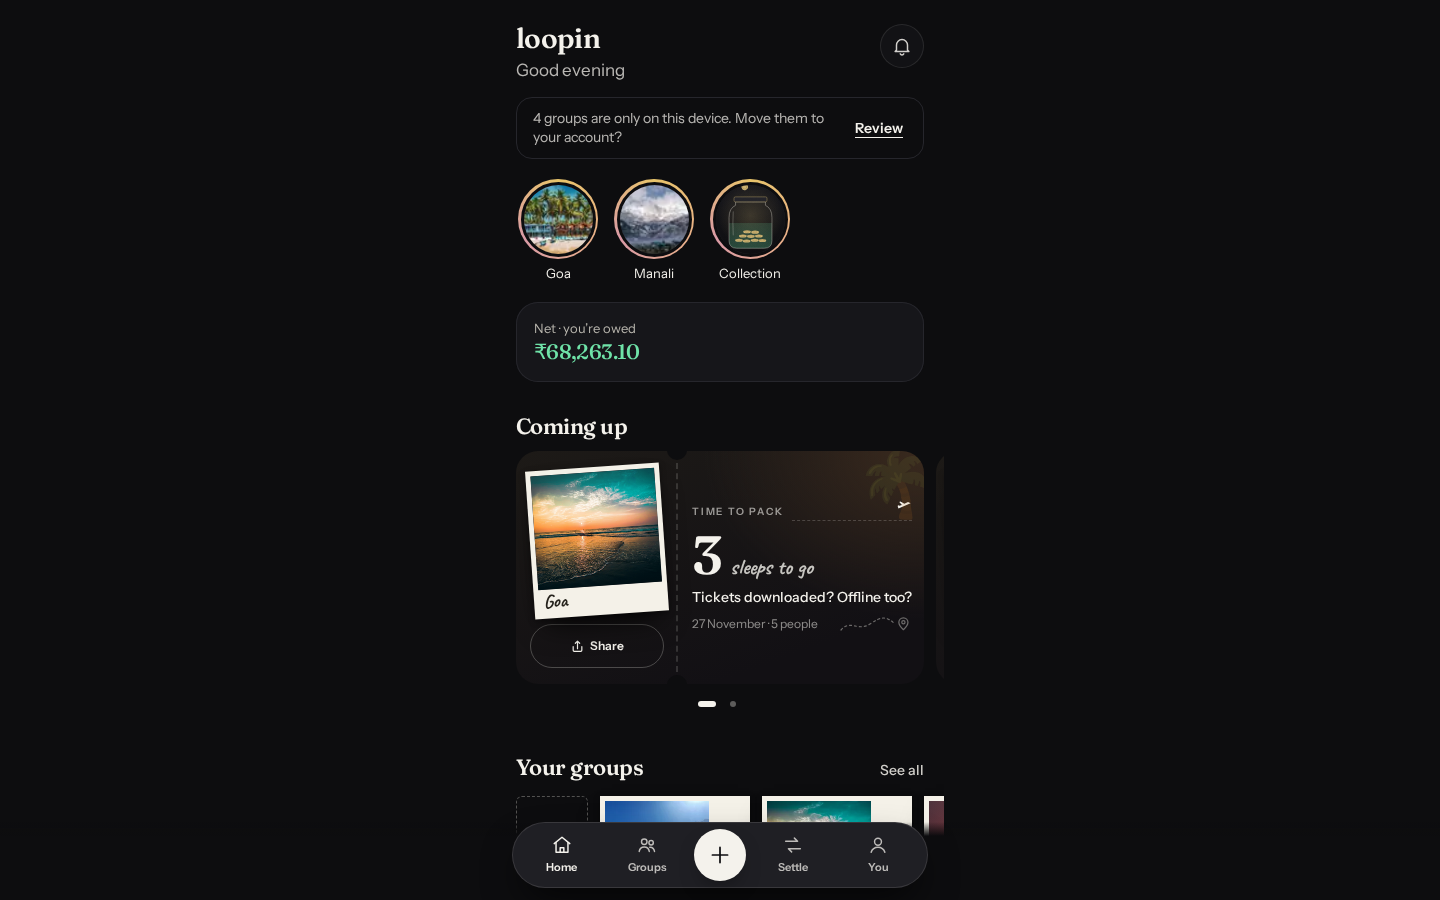 loopin
Good evening
4 groups are only on this device. Move them to
your account?
Review
Goa
Manali
Collection
Net · you're owed
₹68,263.10
Coming up
Goa
Share
TIME TO PACK
3 sleeps to go
Tickets downloaded? Offline too?
27 November · 5 people
Your groups
See all
Home
Groups
Settle
You